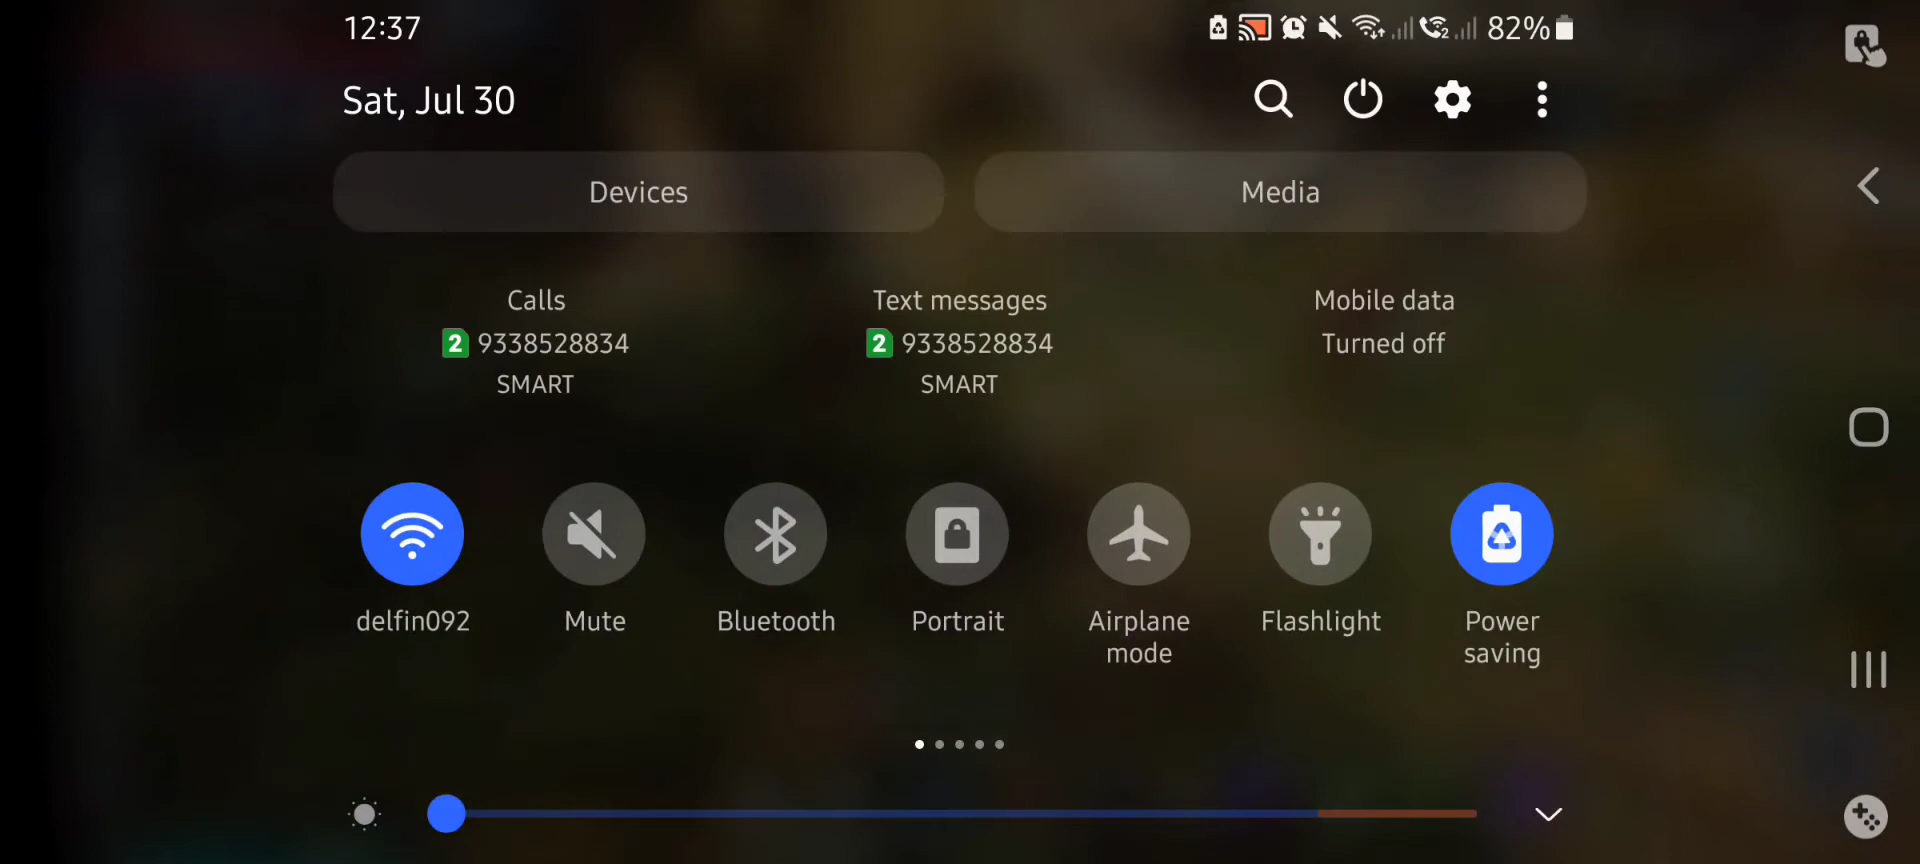 12:37
2
82%
Sat, Jul 30
Devices
Media
Calls
Text messages
Mobile data
2 9338528834
2 9338528834
Turned off
SMART
SMART
delfin092
Mute
Bluetooth
Portrait
Airplane
mode
Flashlight
Power
saving